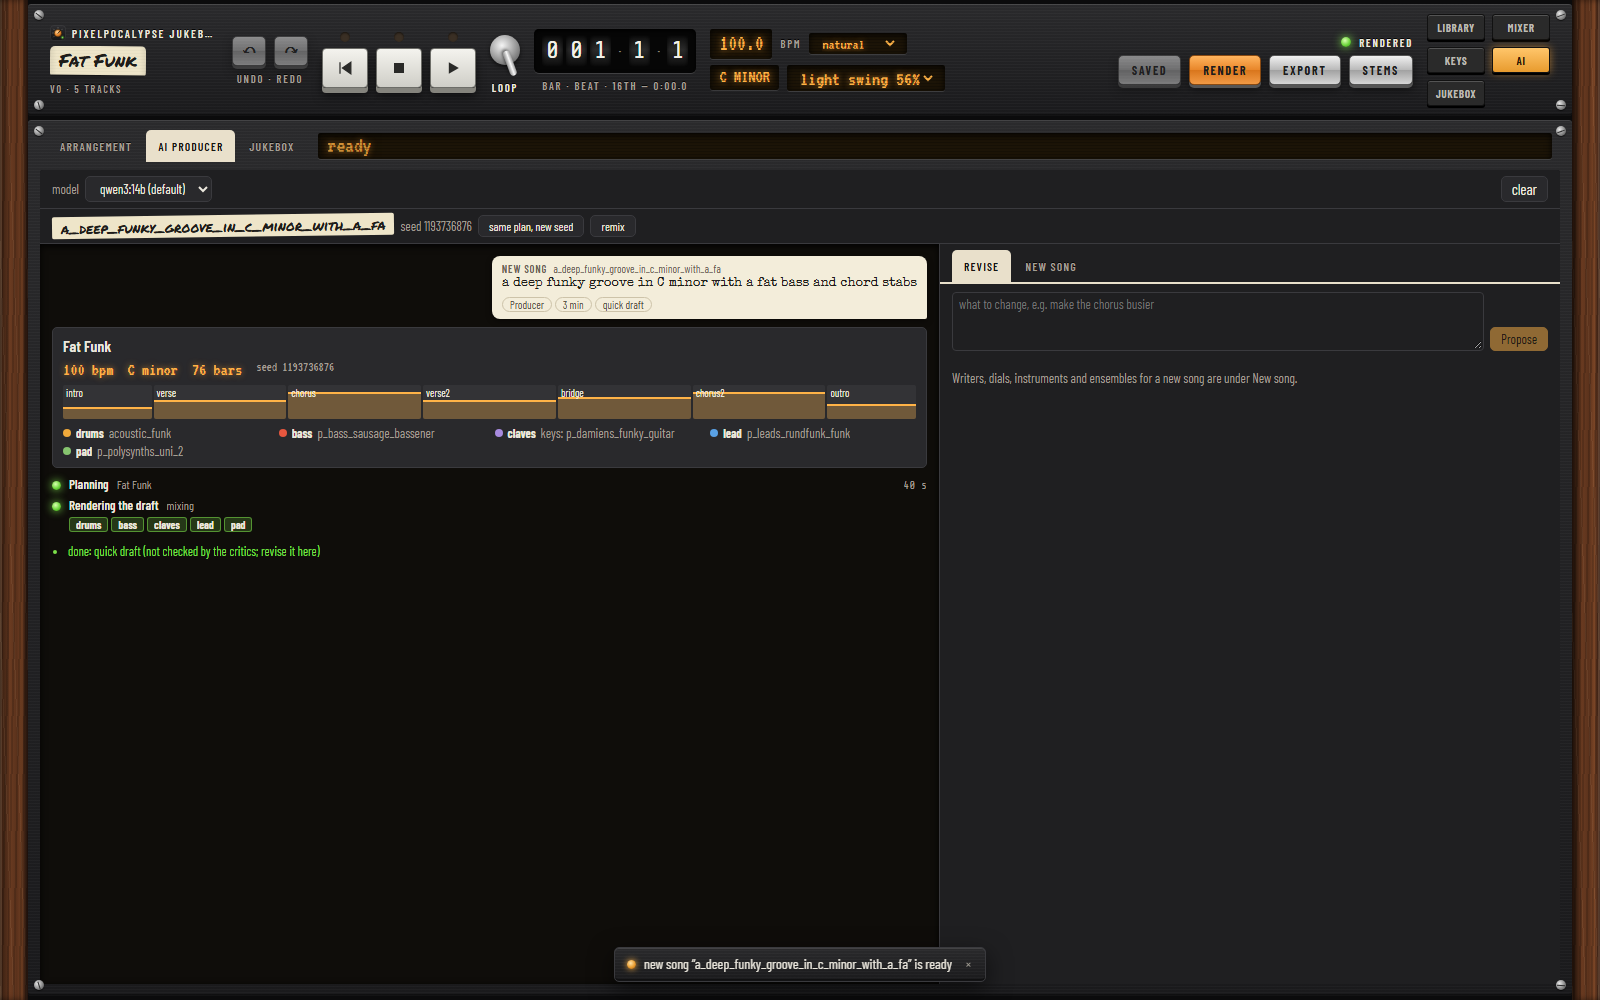 PIXELPOCALYPSE JUKEB…
FAT FUNK
V0 · 5 TRACKS
UNDO · REDO
LOOP
001 · 1 · 1
BAR · BEAT · 16TH — 0:00.0
100.0 BPM natural
C MINOR light swing 56%
RENDERED
SAVED RENDER EXPORT STEMS
LIBRARY MIXER
KEYS AI
JUKEBOX
ARRANGEMENT AI PRODUCER JUKEBOX ready
model qwen3:14b (default) clear
A_DEEP_FUNKY_GROOVE_IN_C_MINOR_WITH_A_FA seed 1193736876 same plan, new seed remix
NEW SONG a_deep_funky_groove_in_c_minor_with_a_fa
a deep funky groove in C minor with a fat bass and chord stabs
Producer 3 min quick draft
REVISE NEW SONG
what to change, e.g. make the chorus busier
Propose
Writers, dials, instruments and ensembles for a new song are under New song.
Fat Funk
100 bpm C minor 76 bars seed 1193736876
intro verse chorus verse2 bridge chorus2 outro
drums acoustic_funk bass p_bass_sausage_bassener claves keys: p_damiens_funky_guitar lead p_leads_rundfunk_funk
pad p_polysynths_uni_2
Planning Fat Funk 40 s
Rendering the draft mixing
drums bass claves lead pad
• done: quick draft (not checked by the critics; revise it here)
new song “a_deep_funky_groove_in_c_minor_with_a_fa” is ready ×